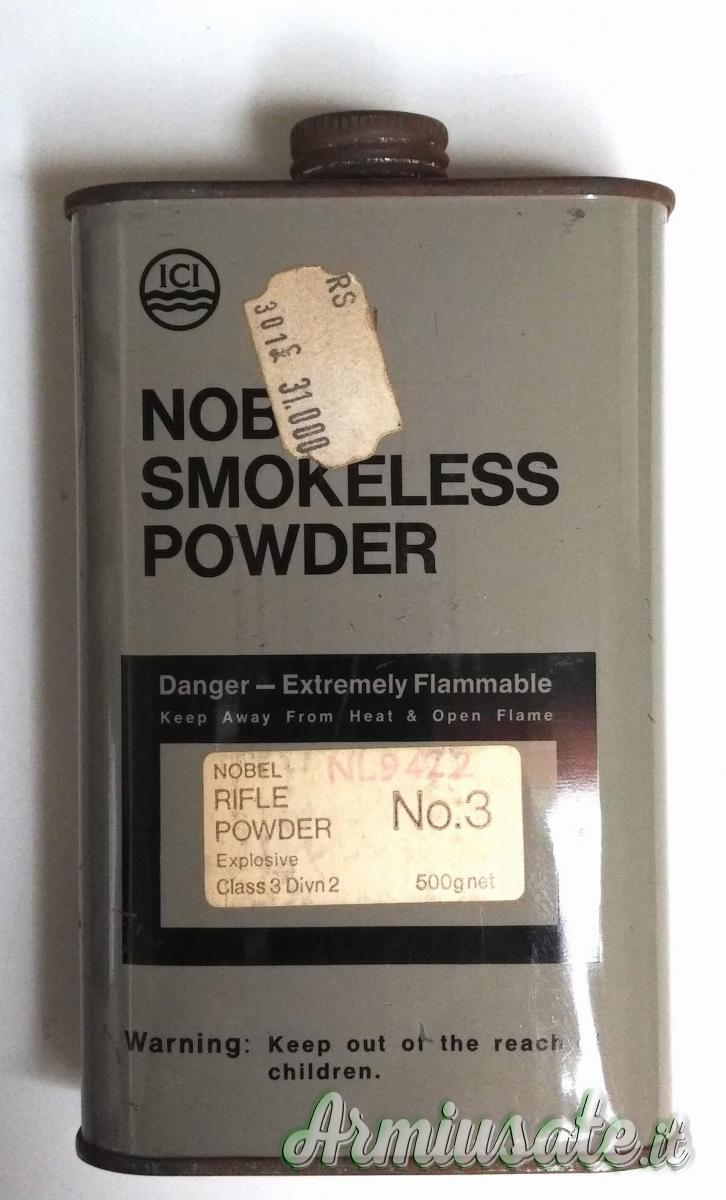 ICI
RS
301£ 31.000
NOB
SMOKELESS
POWDER
Danger — Extremely Flammable
Keep Away From Heat & Open Flame
NL9422
NOBEL
RIFLE
POWDER
No.3
Explosive
Class 3 Divn 2 500g net
Warning: Keep out of the reach
children.
Armiusate.it